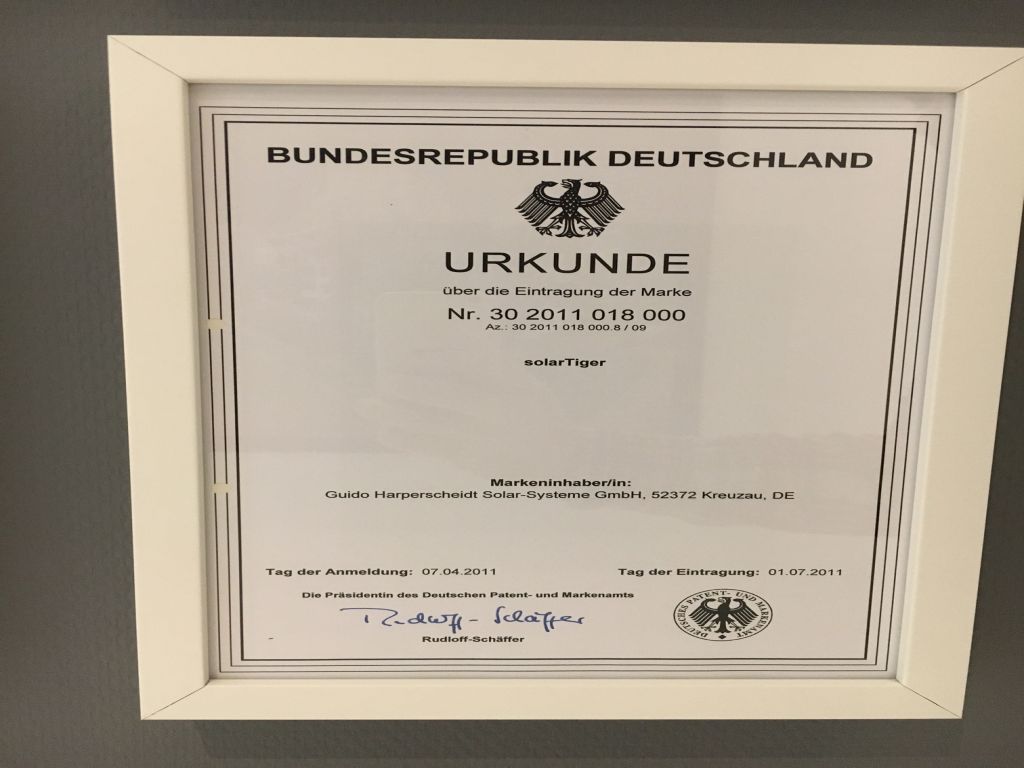 BUNDESREPUBLIK DEUTSCHLAND
URKUNDE
über die Eintragung der Marke
Nr. 30 2011 018 000
Az.: 30 2011 018 000.8 / 09
solarTiger
Markeninhaber/in:
Guido Harperscheidt Solar-Systeme GmbH, 52372 Kreuzau, DE
Tag der Anmeldung: 07.04.2011
Tag der Eintragung: 01.07.2011
Die Präsidentin des Deutschen Patent- und Markenamts
Rudloff-Schäffer
Rudloff-Schäffer
DEUTSCHES PATENT- UND MARKENAMT